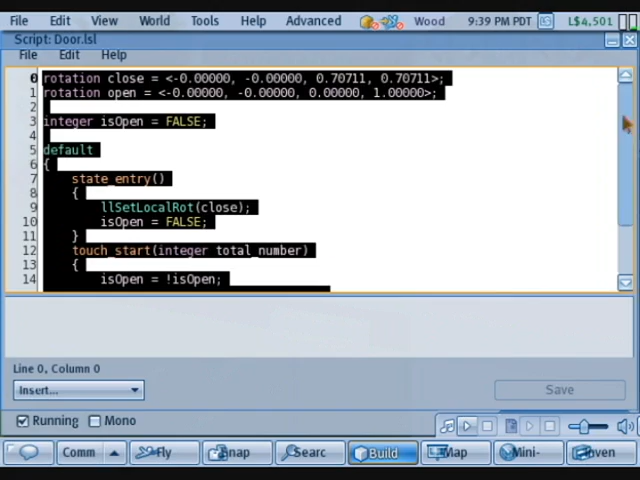 File Edit View World Tools Help Advanced Wood 9:39 PM PDT L$4,501
Script: Door.lsl
File Edit Help
0 rotation close = <-0.00000, -0.00000, 0.70711, 0.70711>;
1 rotation open = <-0.00000, -0.00000, 0.00000, 1.00000>;
2
3 integer isOpen = FALSE;
4
5 default
6 {
7 state_entry()
8 {
9 llSetLocalRot(close);
10 isOpen = FALSE;
11 }
12 touch_start(integer total_number)
13 {
14 isOpen = !isOpen;
Line 0, Column 0
Insert... Save
Running Mono
Comm Fly Snap Searc Build Map Mini- Inven